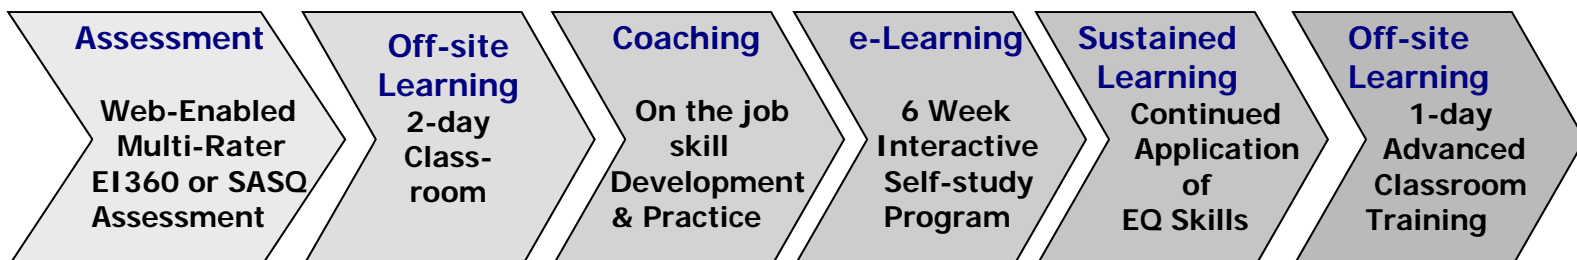 Assessment
Web-Enabled
Multi-Rater
EI360 or SASQ
Assessment
Off-site
Learning
2-day
Class-
room
Coaching
On the job
skill
Development
& Practice
e-Learning
6 Week
Interactive
Self-study
Program
Sustained
Learning
Continued
Application
of
EQ Skills
Off-site
Learning
1-day
Advanced
Classroom
Training